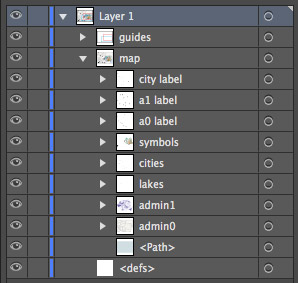 Layer 1
guides
map
city label
a1 label
a0 label
symbols
cities
lakes
admin1
admin0
<Path>
<defs>